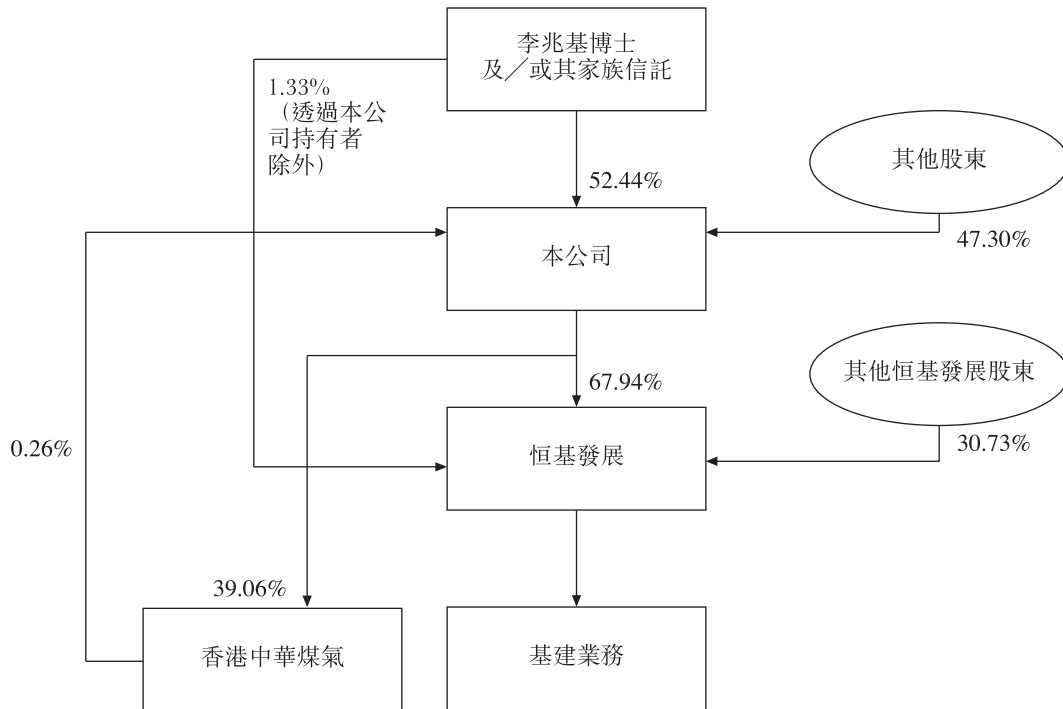 李兆基博士
及／或其家族信託
1.33%
（透過本公
司持有者
除外）
52.44%
其他股東
47.30%
本公司
67.94%
其他恒基發展股東
30.73%
0.26%
恒基發展
39.06%
香港中華煤氣
基建業務